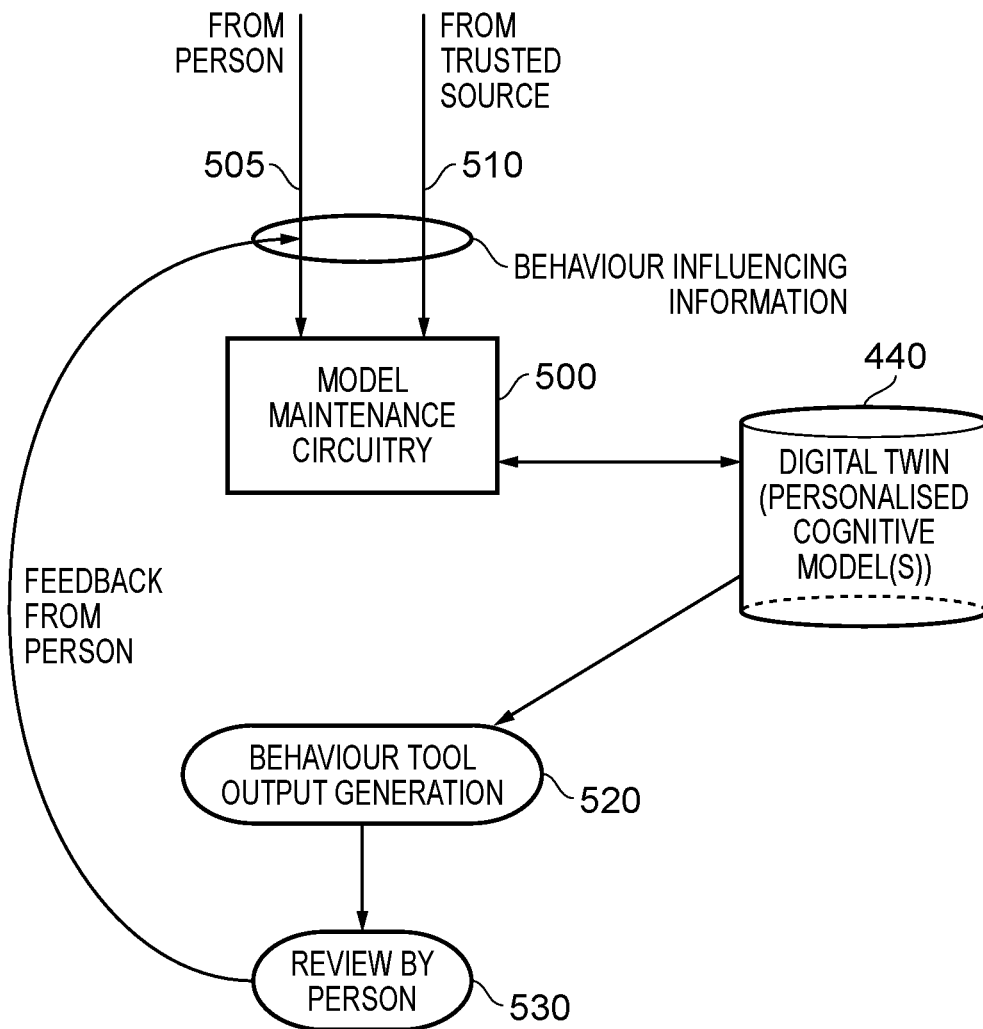 FROM
PERSON
FROM
TRUSTED
SOURCE
505
510
BEHAVIOUR INFLUENCING
INFORMATION
MODEL
MAINTENANCE
CIRCUITRY
500
440
DIGITAL TWIN
(PERSONALISED
COGNITIVE
MODEL(S))
FEEDBACK
FROM
PERSON
BEHAVIOUR TOOL
OUTPUT GENERATION
520
REVIEW BY
PERSON
530